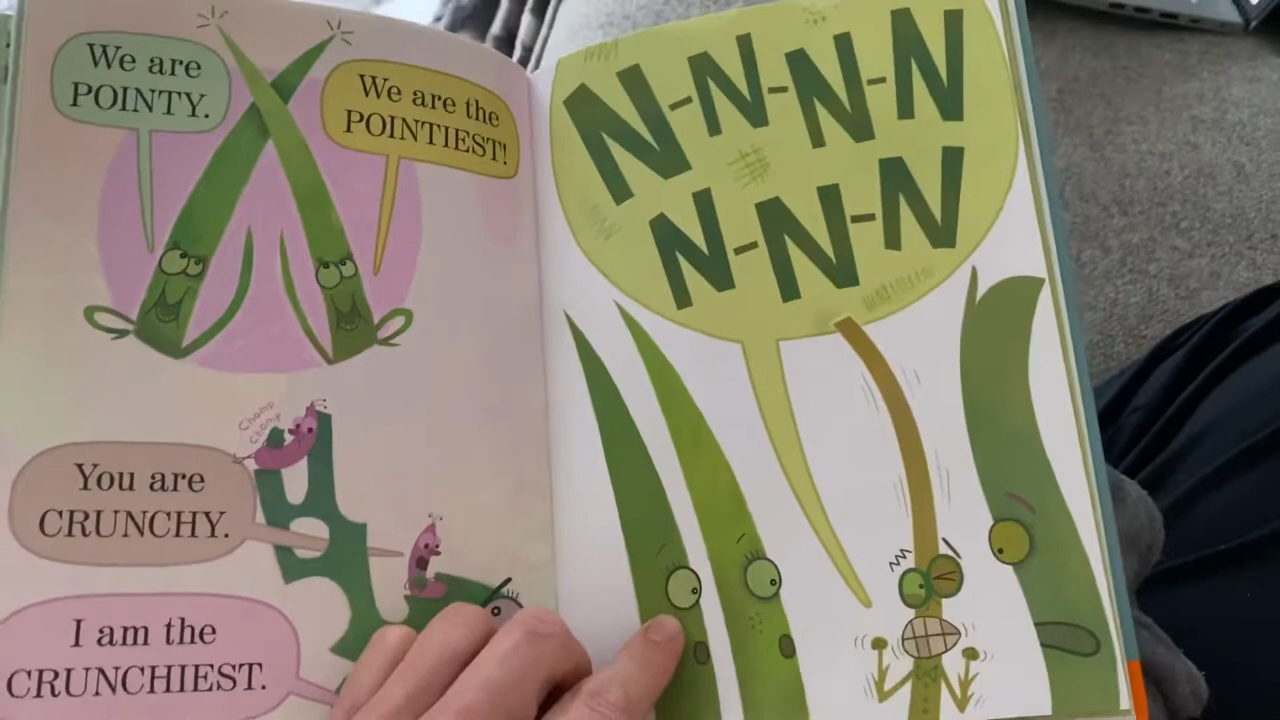 We are
POINTY.
We are the
POINTIEST!
Chomp
Chomp
You are
CRUNCHY.
I am the
CRUNCHIEST.
N-N-N-N
N-N-N